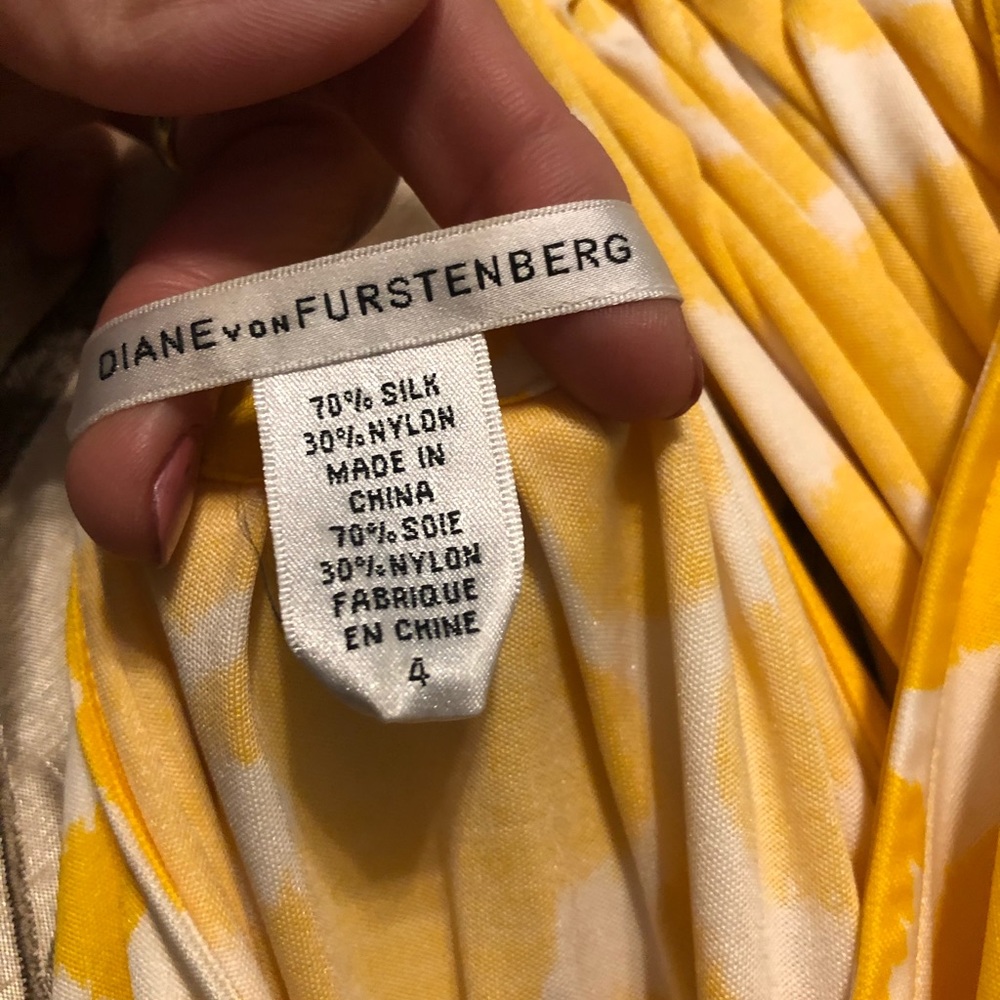 DIANE VON FURSTENBERG
70% SILK
30% NYLON
MADE IN
CHINA
70% SOIE
30% NYLON
FABRIQUE
EN CHINE
4